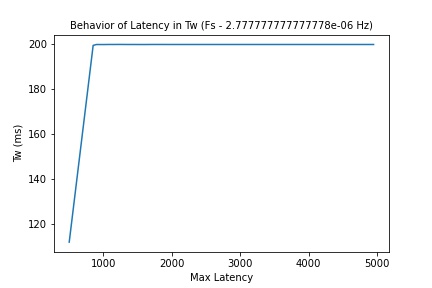 Behavior of Latency in Tw (Fs - 2.777777777777778e-06 Hz)
200
180
160
140
120
Tw (ms)
1000 2000 3000 4000 5000
Max Latency